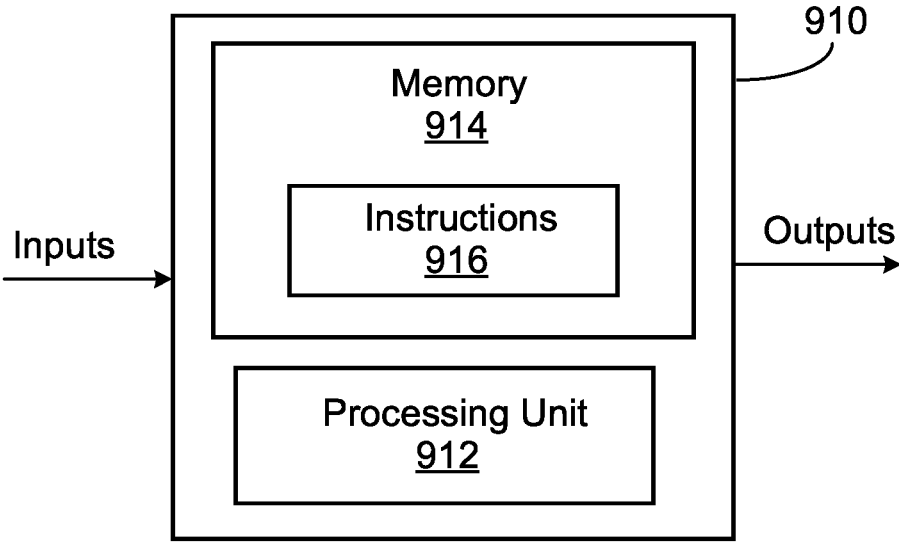 910
Memory
914
Instructions
916
Inputs
Outputs
Processing Unit
912